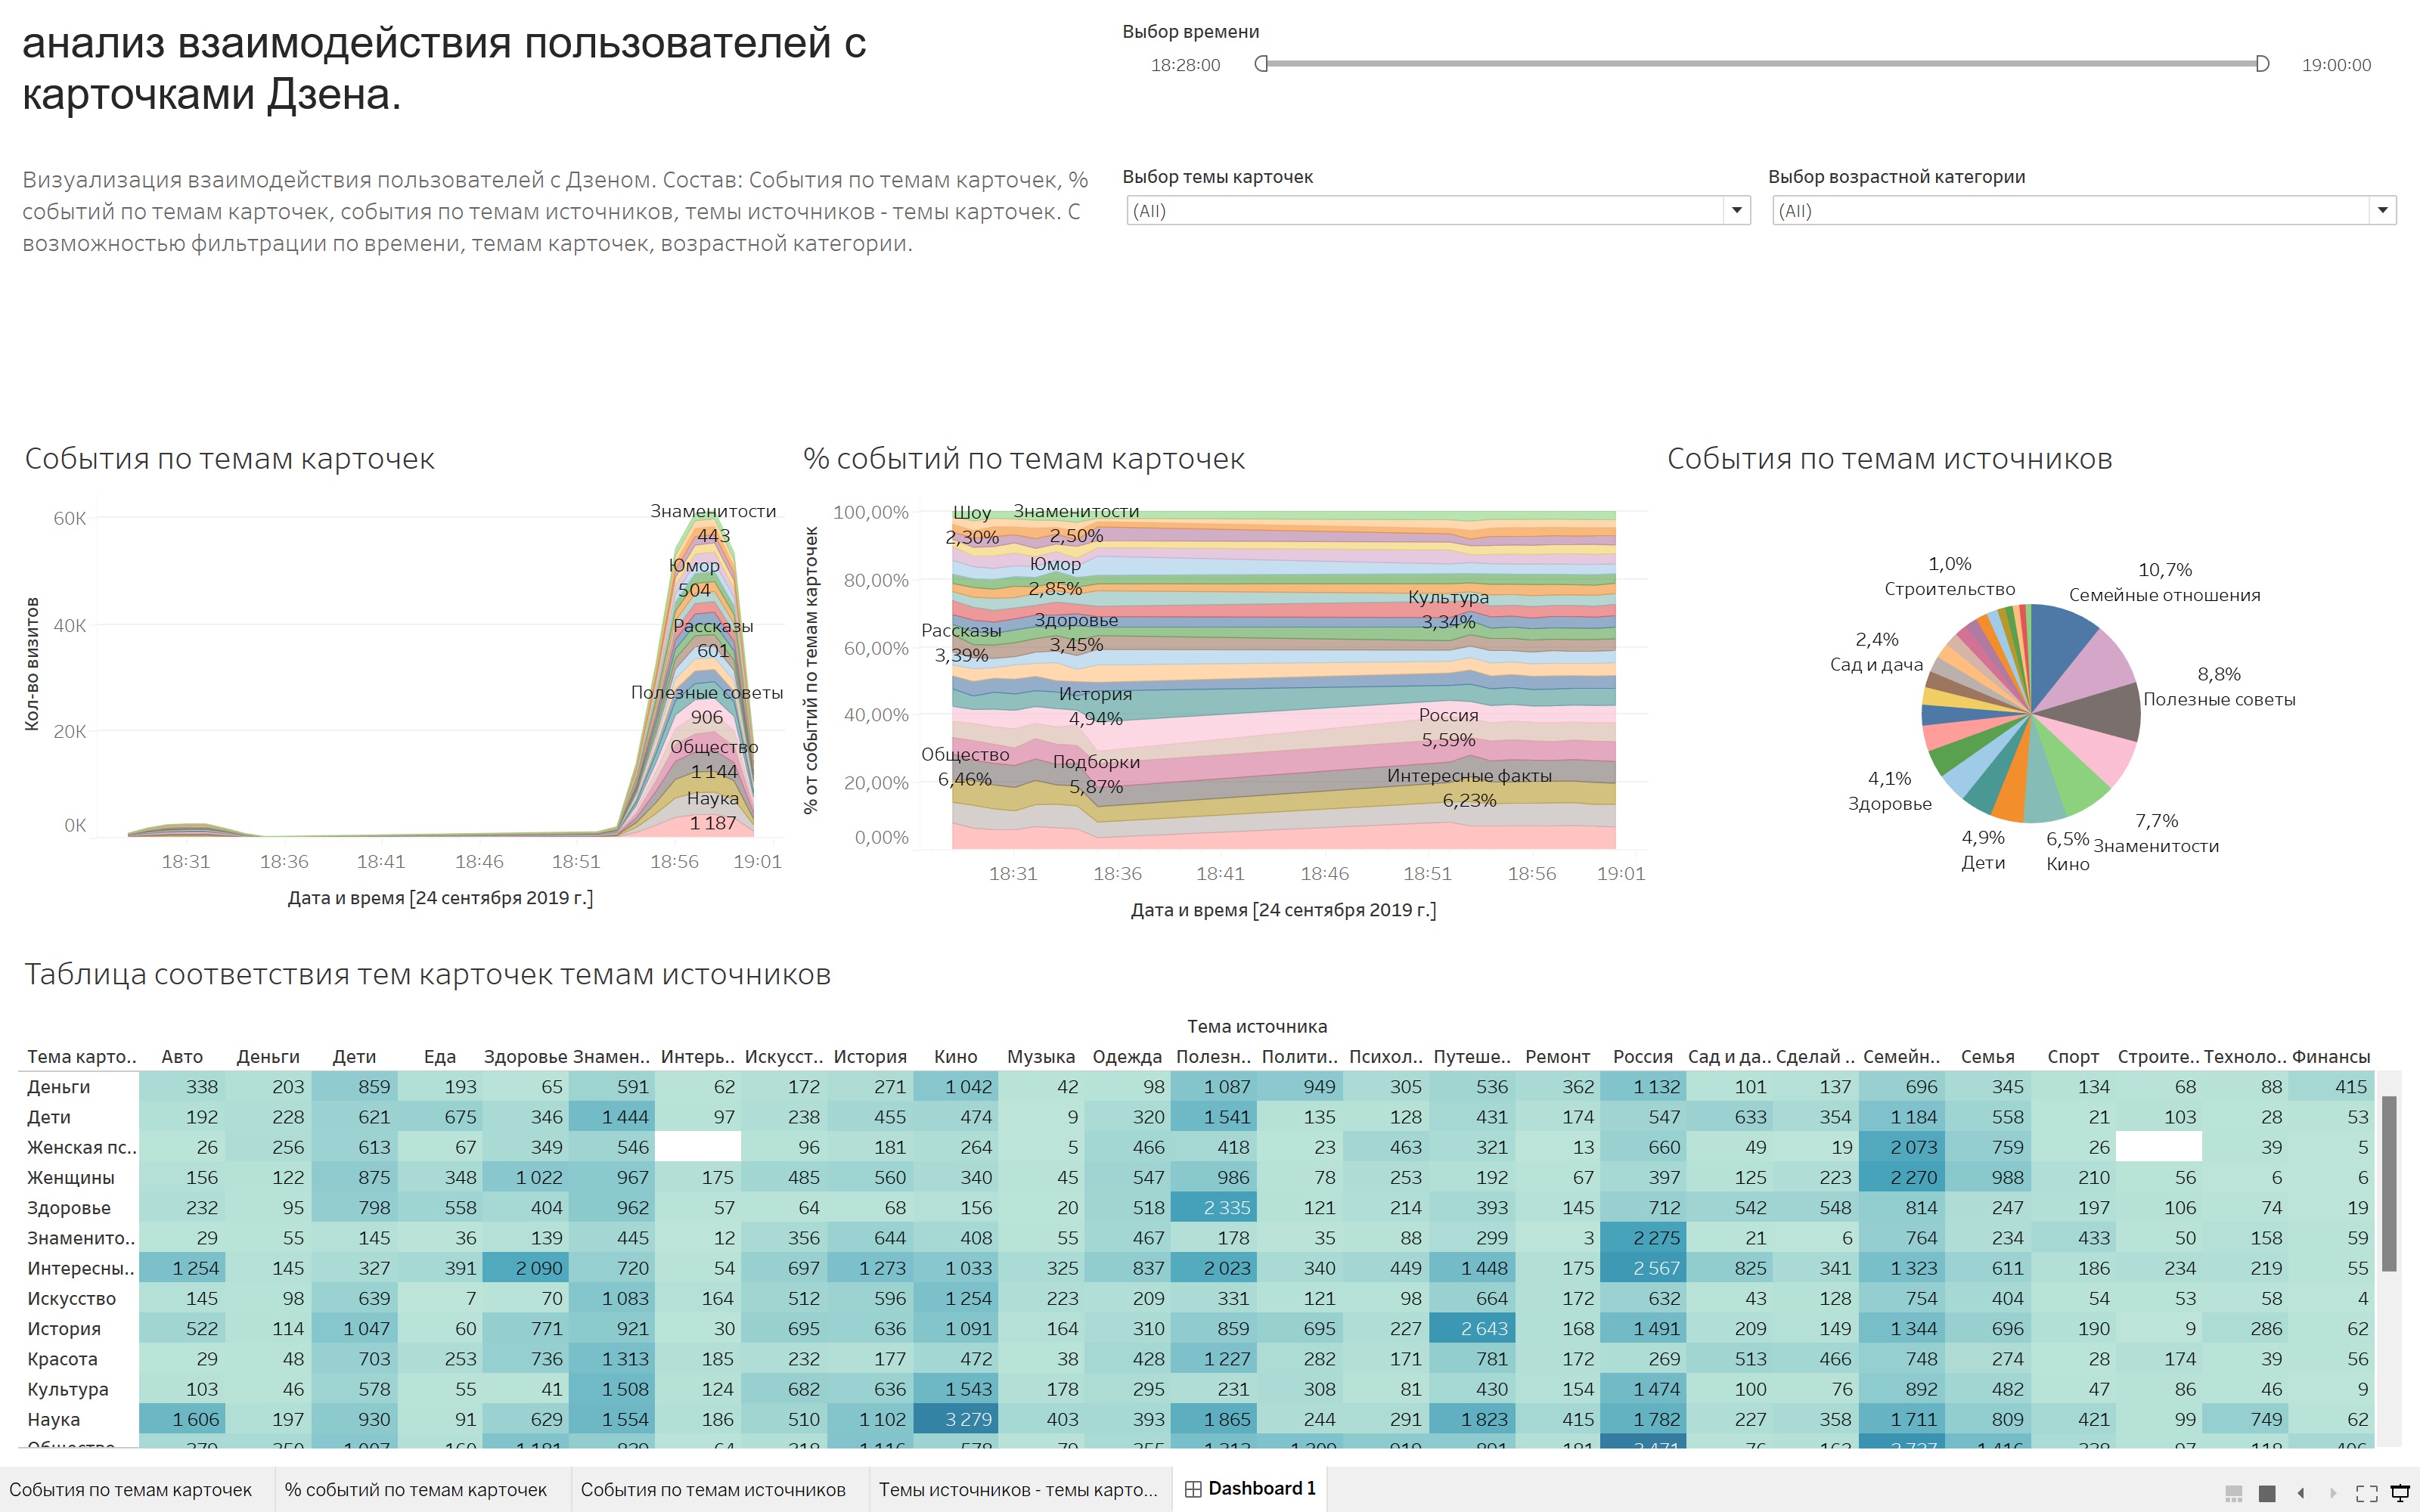 анализ взаимодействия пользователей с
карточками Дзена.
Визуализация взаимодействия пользователей с Дзеном. Состав: События по темам карточек, %
событий по темам карточек, события по темам источников, темы источников - темы карточек. С
возможностью фильтрации по времени, темам карточек, возрастной категории.
Выбор времени
18:28:00 19:00:00
Выбор темы карточек
(All)
Выбор возрастной категории
(All)
События по темам карточек
Кол-во визитов
60K
40K
20K
0K
Знаменитости
443
Юмор
504
Рассказы
601
Полезные советы
906
Общество
1 144
Наука
1 187
18:31 18:36 18:41 18:46 18:51 18:56 19:01
Дата и время [24 сентября 2019 г.]
% событий по темам карточек
% от событий по темам карточек
100,00%
80,00%
60,00%
40,00%
20,00%
0,00%
Шоу
2,30%
Знаменитости
2,50%
Юмор
2,85%
Культура
3,34%
Рассказы
3,39%
Здоровье
3,45%
История
4,94%
Россия
5,59%
Общество
6,46%
Подборки
5,87%
Интересные факты
6,23%
18:31 18:36 18:41 18:46 18:51 18:56 19:01
Дата и время [24 сентября 2019 г.]
События по темам источников
1,0%
Строительство
10,7%
Семейные отношения
2,4%
Сад и дача
8,8%
Полезные советы
4,1%
Здоровье
7,7%
Знаменитости
4,9%
Дети
6,5%
Кино
Таблица соответствия тем карточек темам источников
Тема источника
Тема карто.. Авто Деньги Дети Еда Здоровье Знамен.. Интерь.. Искусст.. История Кино Музыка Одежда Полезн.. Полити.. Психол.. Путеше.. Ремонт Россия Сад и да.. Сделай .. Семейн.. Семья Спорт Строите.. Техноло.. Финансы
Деньги 338 203 859 193 65 591 62 172 271 1 042 42 98 1 087 949 305 536 362 1 132 101 137 696 345 134 68 88 415
Дети 192 228 621 675 346 1 444 97 238 455 474 9 320 1 541 135 128 431 174 547 633 354 1 184 558 21 103 28 53
Женская пс.. 26 256 613 67 349 546 96 181 264 5 466 418 23 463 321 13 660 49 19 2 073 759 26 39 5
Женщины 156 122 875 348 1 022 967 175 485 560 340 45 547 986 78 253 192 67 397 125 223 2 270 988 210 56 6 6
Здоровье 232 95 798 558 404 962 57 64 68 156 20 518 2 335 121 214 393 145 712 542 548 814 247 197 106 74 19
Знаменито.. 29 55 145 36 139 445 12 356 644 408 55 467 178 35 88 299 3 2 275 21 6 764 234 433 50 158 59
Интересны.. 1 254 145 327 391 2 090 720 54 697 1 273 1 033 325 837 2 023 340 449 1 448 175 2 567 825 341 1 323 611 186 234 219 55
Искусство 145 98 639 7 70 1 083 164 512 596 1 254 223 209 331 121 98 664 172 632 43 128 754 404 54 53 58 4
История 522 114 1 047 60 771 921 30 695 636 1 091 164 310 859 695 227 2 643 168 1 491 209 149 1 344 696 190 9 286 62
Красота 29 48 703 253 736 1 313 185 232 177 472 38 428 1 227 282 171 781 172 269 513 466 748 274 28 174 39 56
Культура 103 46 578 55 41 1 508 124 682 636 1 543 178 295 231 308 81 430 154 1 474 100 76 892 482 47 86 46 9
Наука 1 606 197 930 91 629 1 554 186 510 1 102 3 279 403 393 1 865 244 291 1 823 415 1 782 227 358 1 711 809 421 99 749 62
События по темам карточек % событий по темам карточек События по темам источников Темы источников - темы карто... Dashboard 1